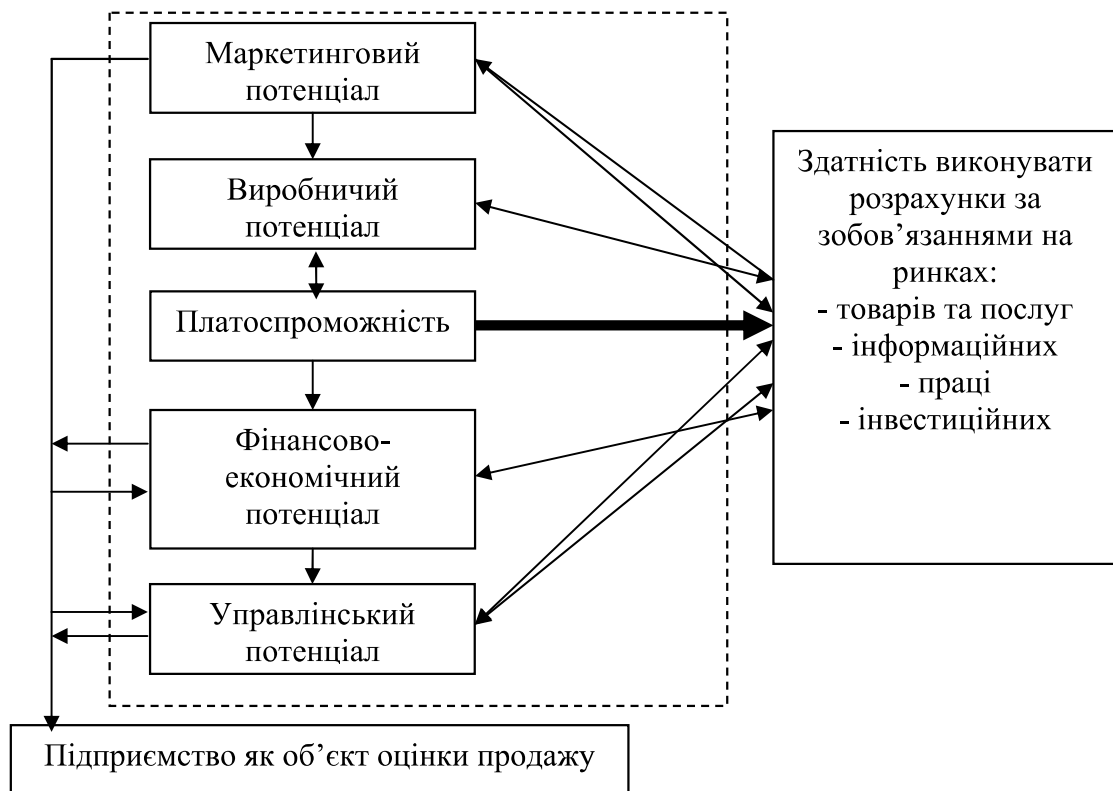 Маркетинговий
потенціал
Виробничий
потенціал
Платоспроможність
Фінансово-
економічний
потенціал
Управлінський
потенціал
Здатність виконувати
розрахунки за
зобов’язаннями на
ринках:
- товарів та послуг
- інформаційних
- праці
- інвестиційних
Підприємство як об’єкт оцінки продажу